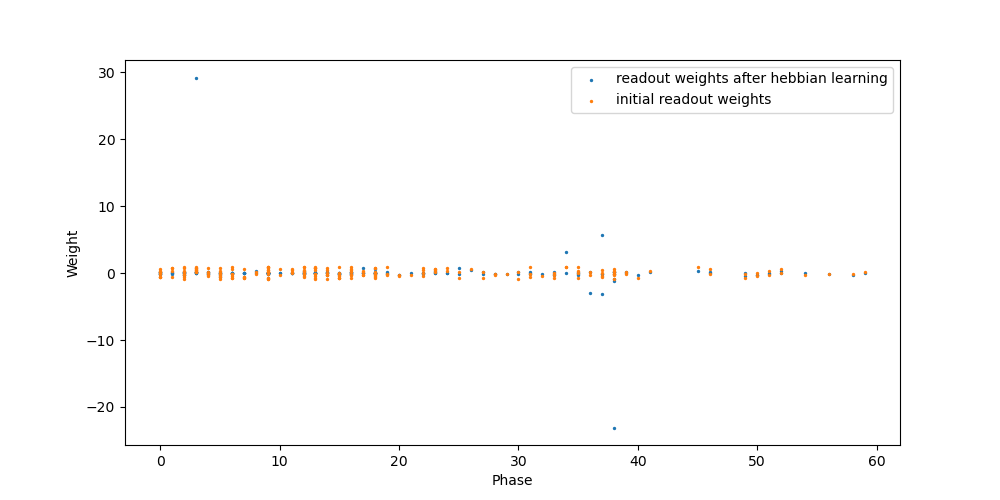 30
20
10
0
−10
−20
Weight
0 10 20 30 40 50 60
Phase
readout weights after hebbian learning
initial readout weights